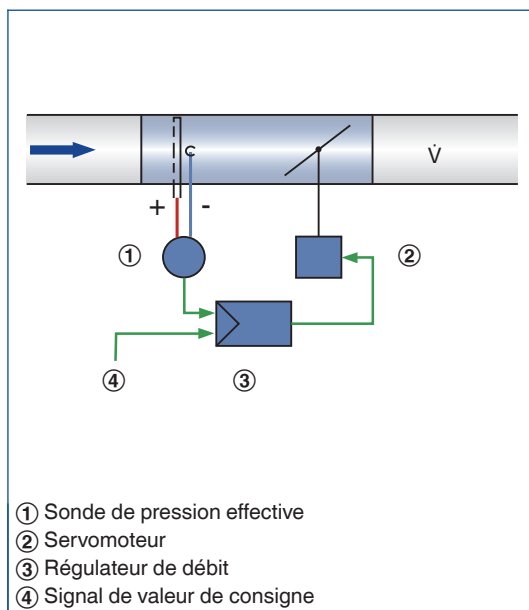 V̇
+ -
① ②
④ ③
① Sonde de pression effective
② Servomoteur
③ Régulateur de débit
④ Signal de valeur de consigne